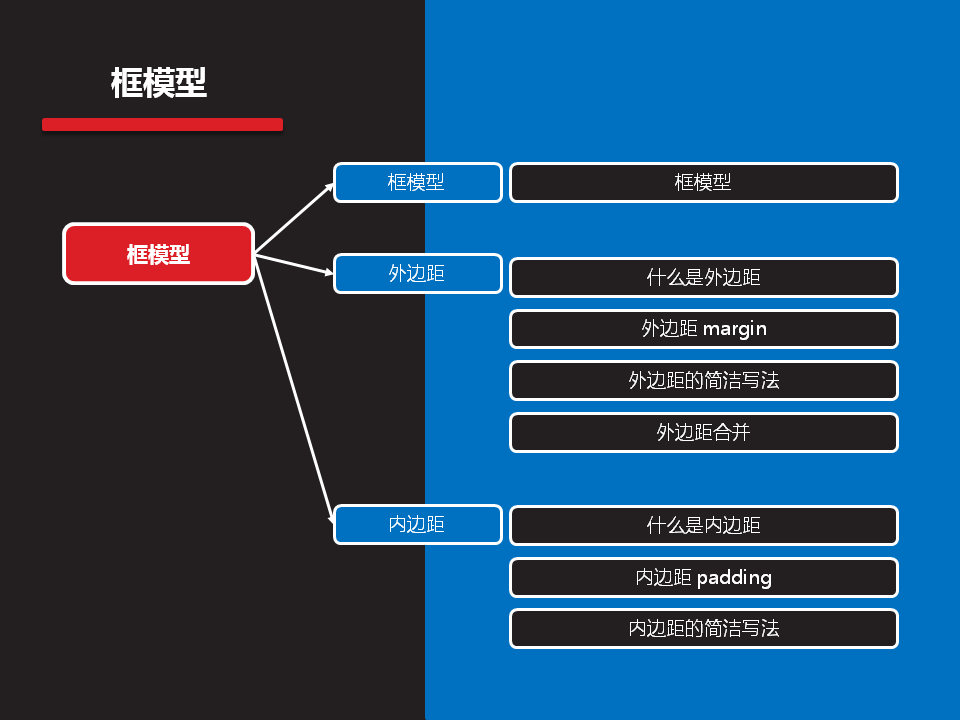 框模型
框模型
框模型
框模型
外边距
什么是外边距
外边距 margin
外边距的简洁写法
外边距合并
内边距
什么是内边距
内边距 padding
内边距的简洁写法